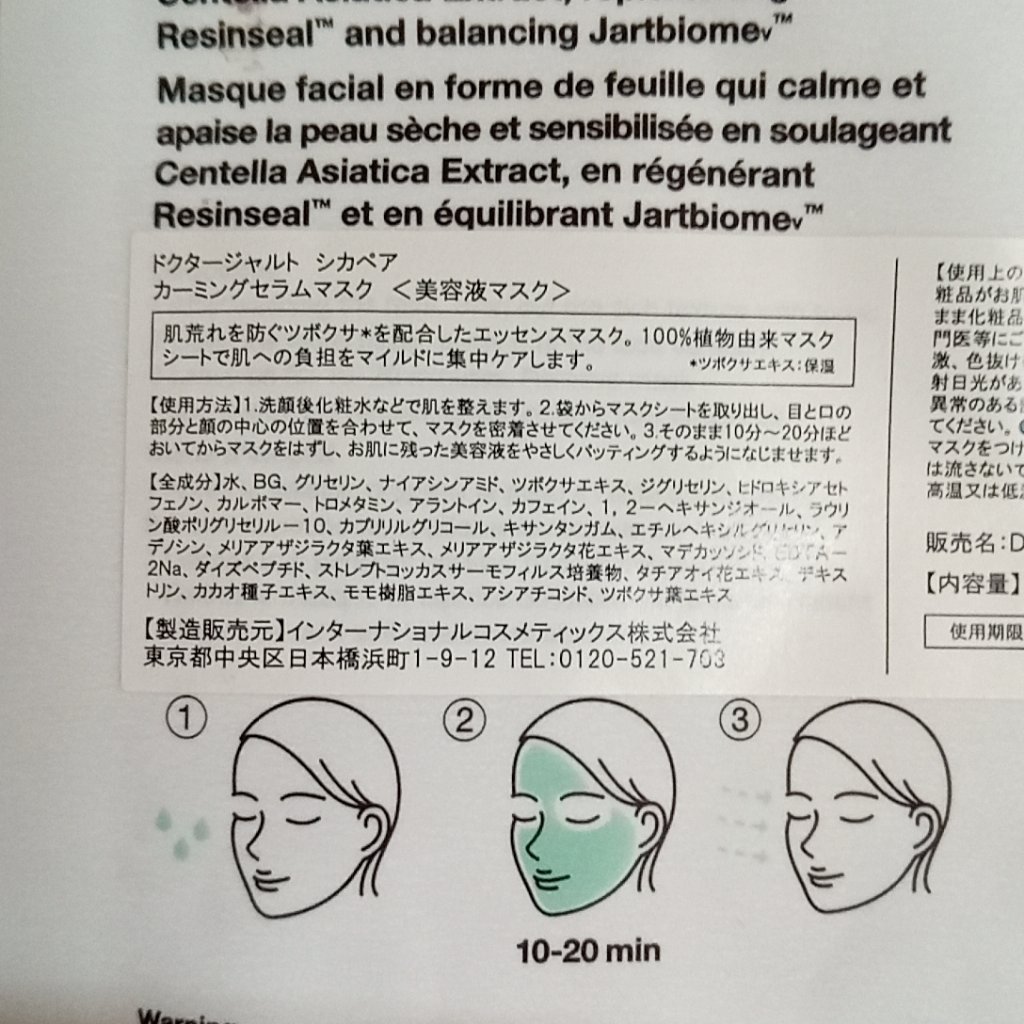 Resinseal™ and balancing Jartbiomev™
Masque facial en forme de feuille qui calme et
apaise la peau sèche et sensibilisée en soulageant
Centella Asiatica Extract, en régénérant
Resinseal™ et en équilibrant Jartbiomev™
ドクタージャルト シカペア
カーミングセラムマスク <美容液マスク>
肌荒れを防ぐツボクサ*を配合したエッセンスマスク。100%植物由来マスク
シートで肌への負担をマイルドに集中ケアします。 *ツボクサエキス:保湿
【使用方法】1.洗顔後化粧水などで肌を整えます。2.袋からマスクシートを取り出し、目と口の
部分と顔の中心の位置を合わせて、マスクを密着させてください。3.そのまま10分~20分ほど
おいてからマスクをはずし、お肌に残った美容液をやさしくパッティングするようになじませます。
【全成分】水、BG、グリセリン、ナイアシンアミド、ツボクサエキス、ジグリセリン、ヒドロキシアセト
フェノン、カルボマー、トロメタミン、アラントイン、カフェイン、1, 2-ヘキサンジオール、ラウリ
ン酸ポリグリセリル-10、カプリリルグリコール、キサンタンガム、エチルヘキシルグリセリン、ア
デノシン、メリアアザジラクタ葉エキス、メリアアザジラクタ花エキス、マデカッソシド、EDTA-
2Na、ダイズペプチド、ストレプトコッカスサーモフィルス培養物、タチアオイ花エキス、デキス
トリン、カカオ種子エキス、モモ樹脂エキス、アシアチコシド、ツボクサ葉エキス
【製造販売元】インターナショナルコスメティックス株式会社
東京都中央区日本橋浜町1-9-12 TEL:0120-521-703
【使用上の
粧品がお肌
まま化粧品
門医等にご
激、色抜け
射日光があ
異常のある
てください。
マスクをつけ
は流さないで
高温又は低
販売名:D
【内容量】
使用期限
① ② ③
10-20 min